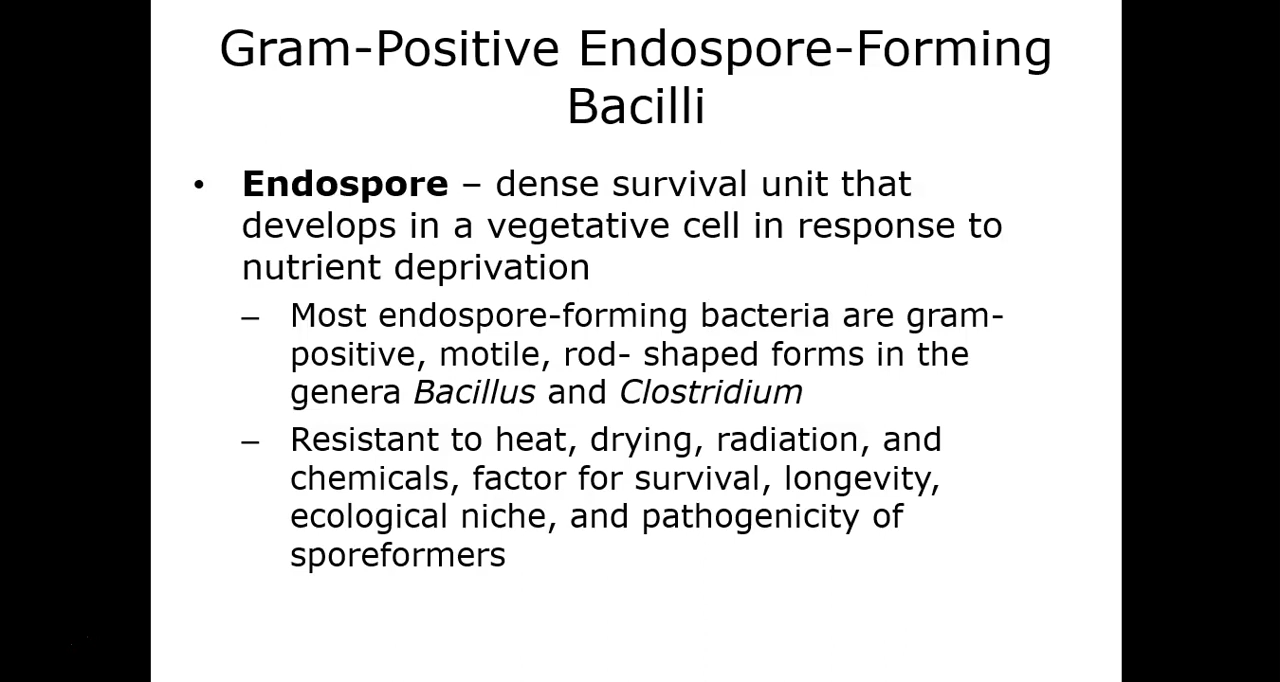 Gram-Positive Endospore-Forming
Bacilli
• Endospore – dense survival unit that
develops in a vegetative cell in response to
nutrient deprivation
– Most endospore-forming bacteria are gram-
positive, motile, rod- shaped forms in the
genera Bacillus and Clostridium
– Resistant to heat, drying, radiation, and
chemicals, factor for survival, longevity,
ecological niche, and pathogenicity of
sporeformers